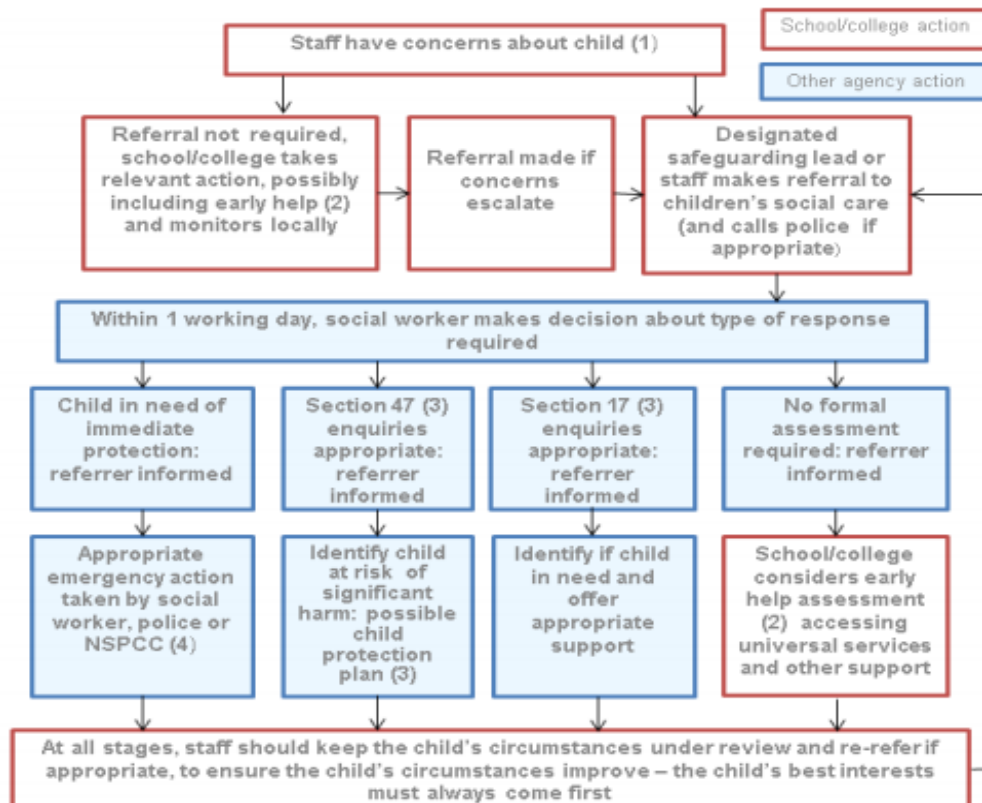 Staff have concerns about child (1)
School/college action
Other agency action
Referral not required,
school/college takes
relevant action, possibly
including early help (2)
and monitors locally
Referral made if
concerns
escalate
Designated
safeguarding lead or
staff makes referral to
children's social care
(and calls police if
appropriate)
Within 1 working day, social worker makes decision about type of response
required
Child in need of
immediate
protection:
referrer informed
Section 47 (3)
enquiries
appropriate:
referrer
informed
Section 17 (3)
enquiries
appropriate:
referrer
informed
No formal
assessment
required: referrer
informed
Appropriate
emergency action
taken by social
worker, police or
NSPCC (4)
Identify child
at risk of
significant
harm: possible
child
protection
plan (3)
Identify if child
in need and
offer
appropriate
support
School/college
considers early
help assessment
(2) accessing
universal services
and other support
At all stages, staff should keep the child's circumstances under review and re-refer if
appropriate, to ensure the child's circumstances improve – the child's best interests
must always come first